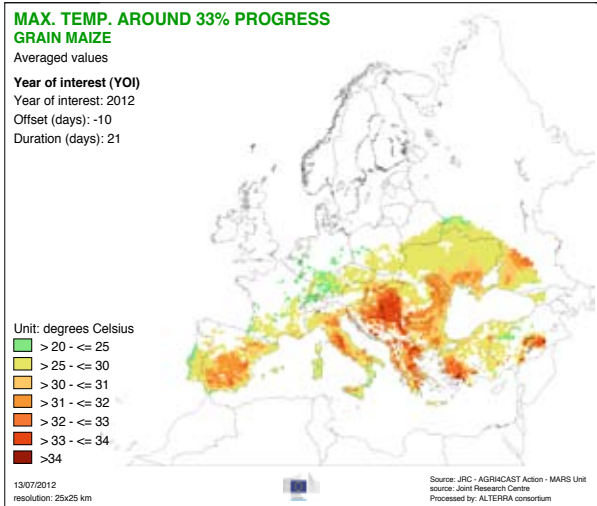 MAX. TEMP. AROUND 33% PROGRESS
GRAIN MAIZE
Averaged values
Year of interest (YOI)
Year of interest: 2012
Offset (days): -10
Duration (days): 21
Unit: degrees Celsius
> 20 - <= 25
> 25 - <= 30
> 30 - <= 31
> 31 - <= 32
> 32 - <= 33
> 33 - <= 34
>34
13/07/2012
resolution: 25x25 km
Source: JRC - AGRI4CAST Action - MARS Unit
source: Joint Research Centre
Processed by: ALTERRA consortium